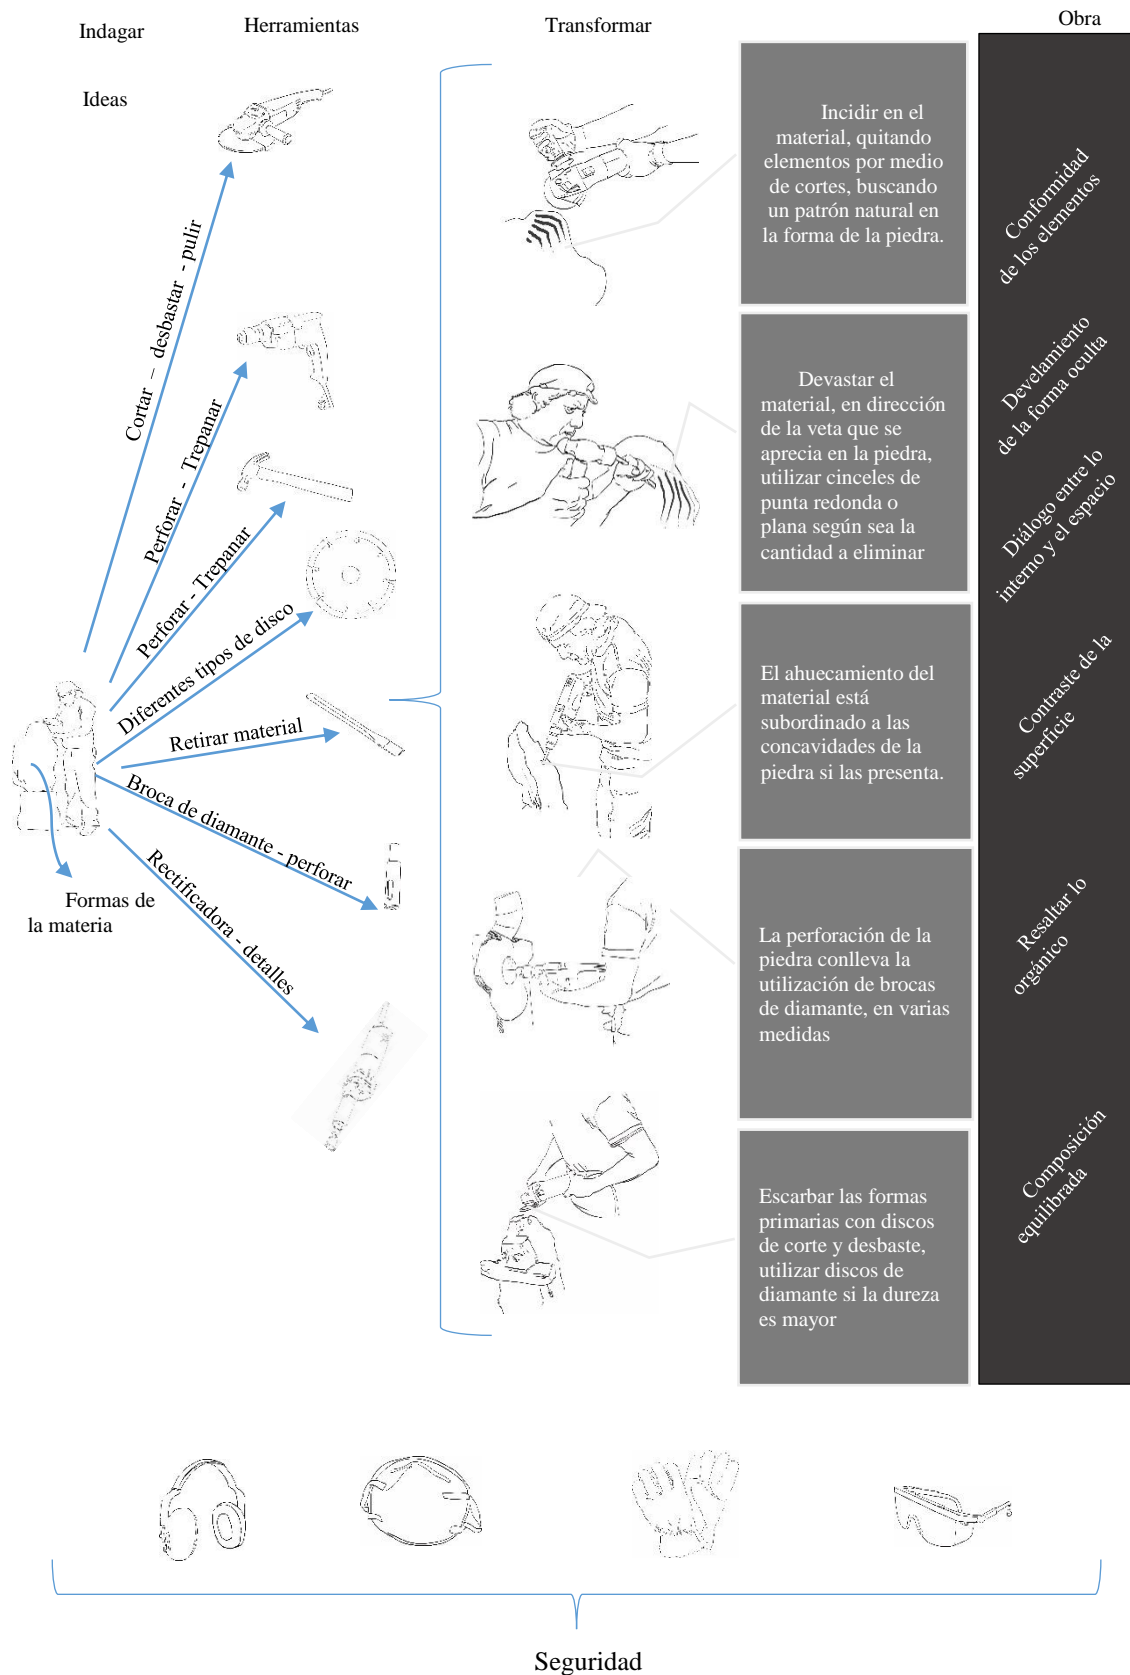 Indagar
Herramientas
Transformar
Obra
Ideas
Cortar – desbastar - pulir
Perforar - Trepanar
Perforar - Trepanar
Diferentes tipos de disco
Retirar material
Broca de diamante - perforar
Rectificadora - detalles
Formas de
la materia
Incidir en el
material, quitando
elementos por medio
de cortes, buscando
un patrón natural en
la forma de la piedra.
Devastar el
material, en dirección
de la veta que se
aprecia en la piedra,
utilizar cinceles de
punta redonda o
plana según sea la
cantidad a eliminar
El ahuecamiento del
material está
subordinado a las
concavidades de la
piedra si las presenta.
La perforación de la
piedra conlleva la
utilización de brocas
de diamante, en varias
medidas
Escarbar las formas
primarias con discos
de corte y desbaste,
utilizar discos de
diamante si la dureza
es mayor
Conformidad
de los elementos
Develamiento
de la forma oculta
Diálogo entre lo
interno y el espacio
Contraste de la
superficie
Resaltar lo
orgánico
Composición
equilibrada
Seguridad